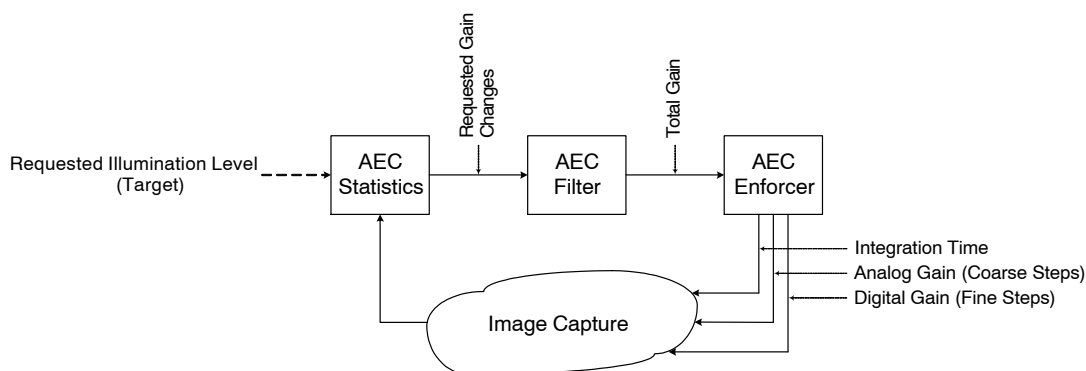 Requested Gain
Changes
Total Gain
Requested Illumination Level
(Target)
AEC
Statistics
AEC
Filter
AEC
Enforcer
Integration Time
Analog Gain (Coarse Steps)
Digital Gain (Fine Steps)
Image Capture